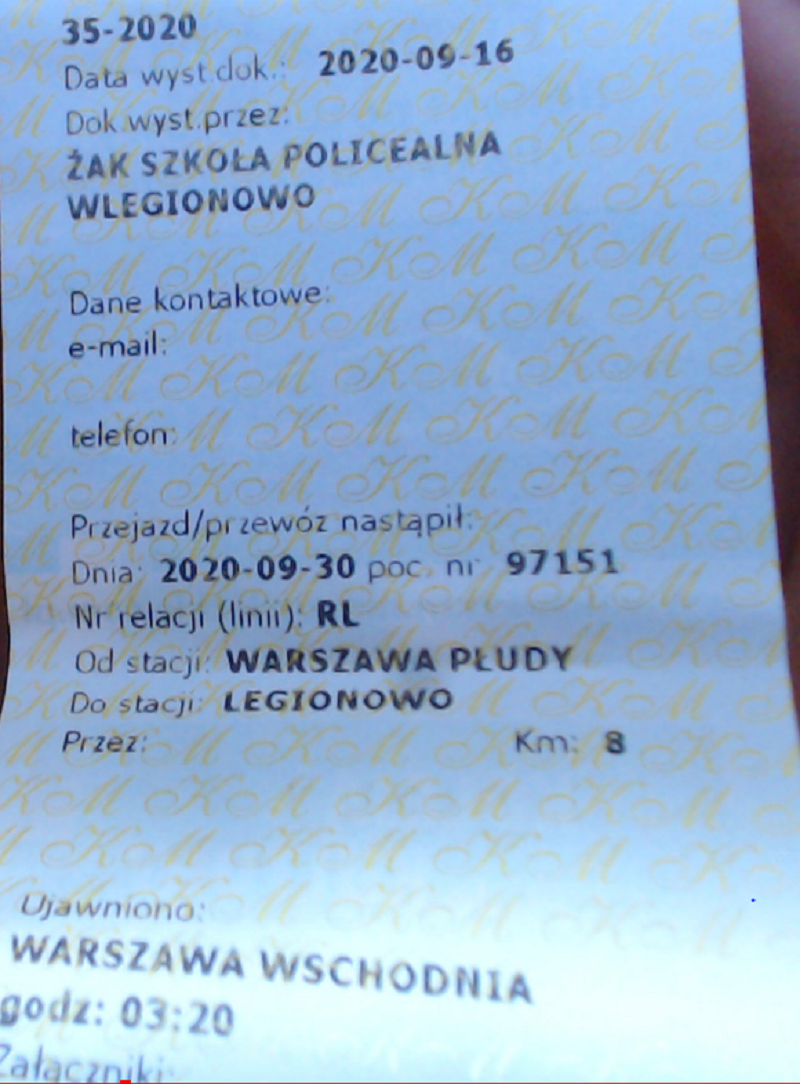 35-2020
Data wyst.dok.: 2020-09-16
Dok.wyst.przez:
ŻAK SZKOŁA POLICEALNA
WLEGIONOWO
Dane kontaktowe:
e-mail:
telefon:
Przejazd/przewóz nastąpił:
Dnia: 2020-09-30 poc. nr 97151
Nr relacji (linii): RL
Od stacji: WARSZAWA PŁUDY
Do stacji: LEGIONOWO
Przez: Km: 8
Ujawniono:
WARSZAWA WSCHODNIA
godz: 03:20
Załączniki: